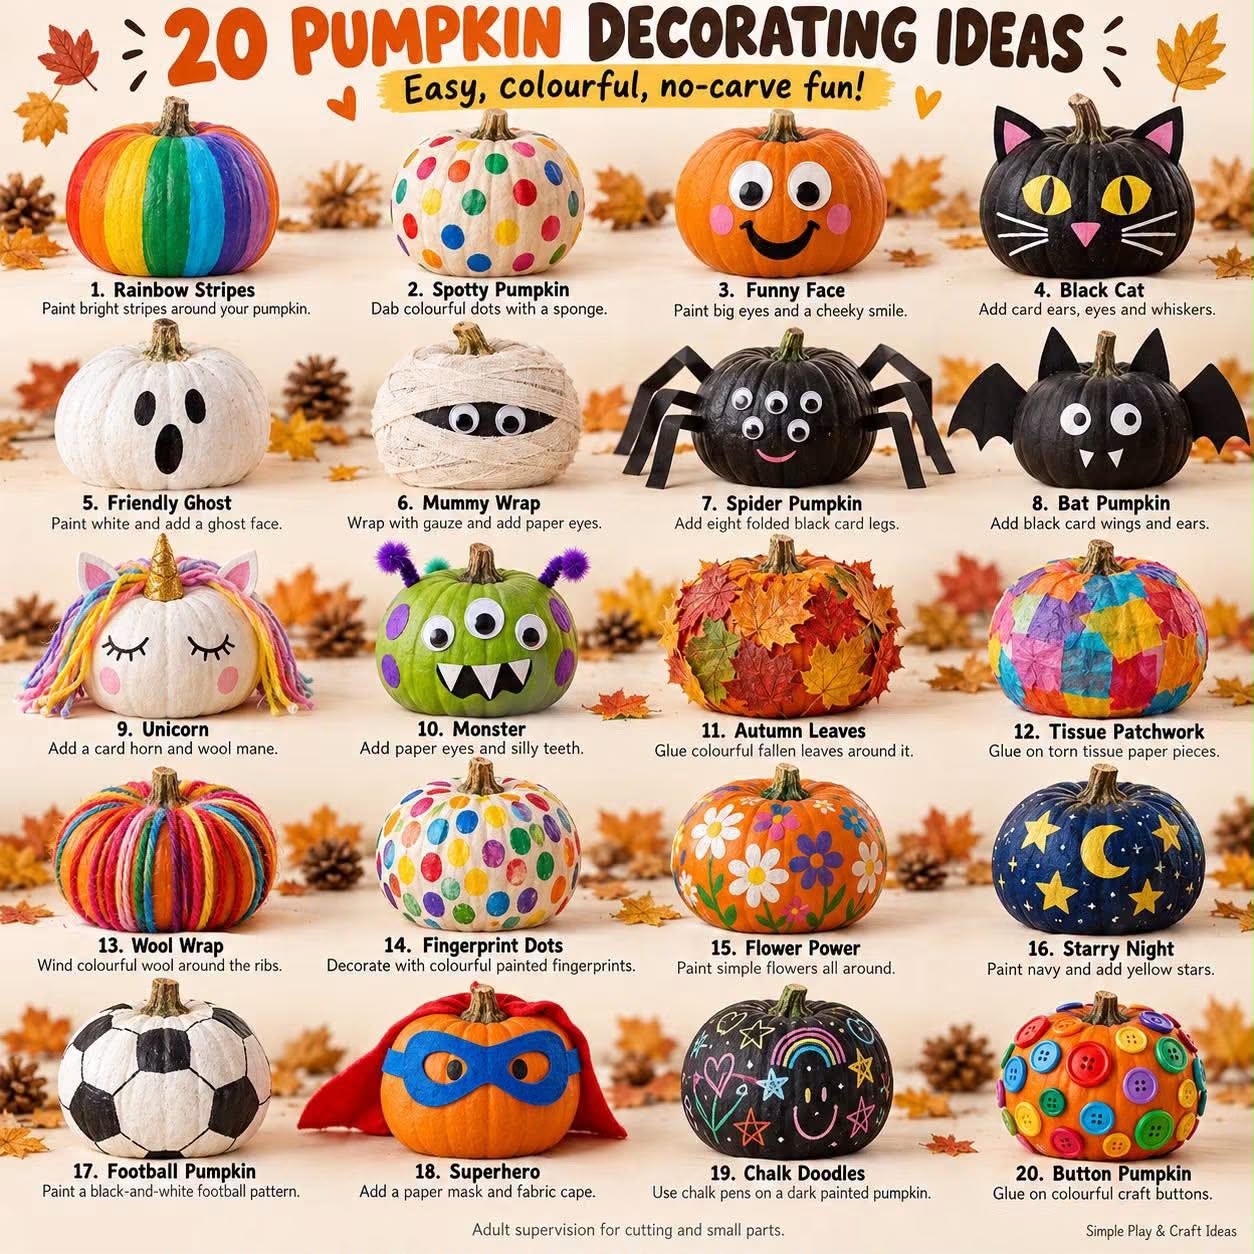 20 PUMPKIN DECORATING IDEAS
Easy, colourful, no-carve fun!
1. Rainbow Stripes
Paint bright stripes around your pumpkin.
2. Spotty Pumpkin
Dab colourful dots with a sponge.
3. Funny Face
Paint big eyes and a cheeky smile.
4. Black Cat
Add card ears, eyes and whiskers.
5. Friendly Ghost
Paint white and add a ghost face.
6. Mummy Wrap
Wrap with gauze and add paper eyes.
7. Spider Pumpkin
Add eight folded black card legs.
8. Bat Pumpkin
Add black card wings and ears.
9. Unicorn
Add a card horn and wool mane.
10. Monster
Add paper eyes and silly teeth.
11. Autumn Leaves
Glue colourful fallen leaves around it.
12. Tissue Patchwork
Glue on torn tissue paper pieces.
13. Wool Wrap
Wind colourful wool around the ribs.
14. Fingerprint Dots
Decorate with colourful painted fingerprints.
15. Flower Power
Paint simple flowers all around.
16. Starry Night
Paint navy and add yellow stars.
17. Football Pumpkin
Paint a black-and-white football pattern.
18. Superhero
Add a paper mask and fabric cape.
19. Chalk Doodles
Use chalk pens on a dark painted pumpkin.
20. Button Pumpkin
Glue on colourful craft buttons.
Adult supervision for cutting and small parts.
Simple Play & Craft Ideas